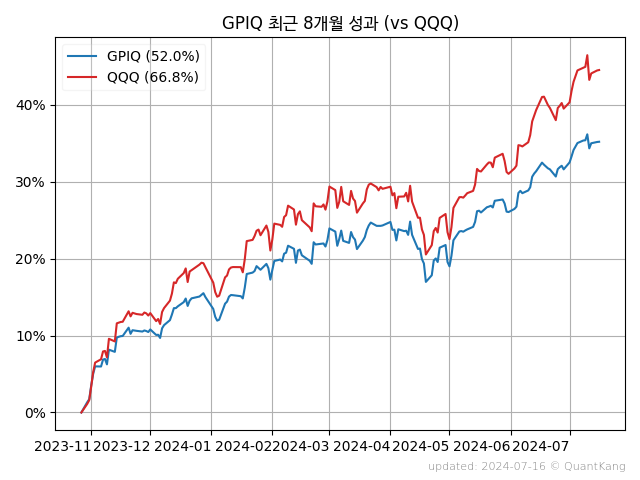 GPIQ 최근 8개월 성과 (vs QQQ)
GPIQ (52.0%)
QQQ (66.8%)
40%
30%
20%
10%
0%
2023-11 2023-12 2024-01 2024-02 2024-03 2024-04 2024-05 2024-06 2024-07
updated: 2024-07-16 © QuantKang